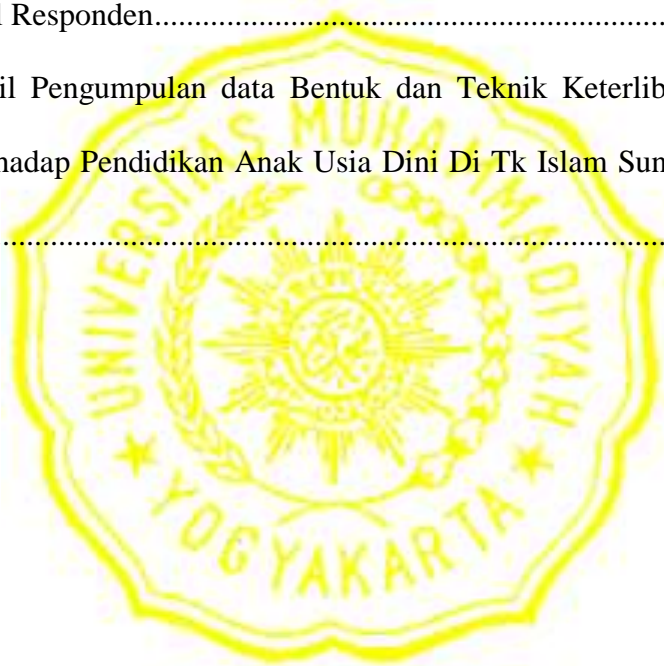 l Responden
il Pengumpulan data Bentuk dan Teknik Keterlib
hadap Pendidikan Anak Usia Dini Di Tk Islam Sun
UNIVERSITAS MUHAMMADIYAH
YOGYAKARTA